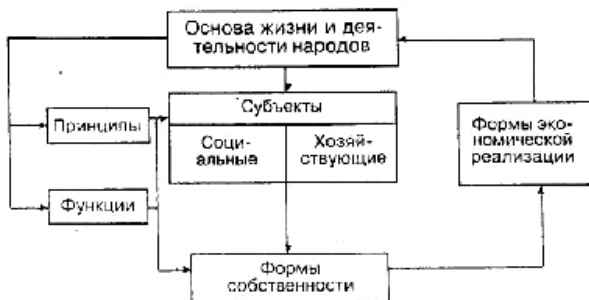 Основа жизни и дея-
тельности народов
Субъекты
Принципы
Соци-
альные
Хозяй-
ствующие
Формы эко-
номической
реализации
Функции
Формы
собственности